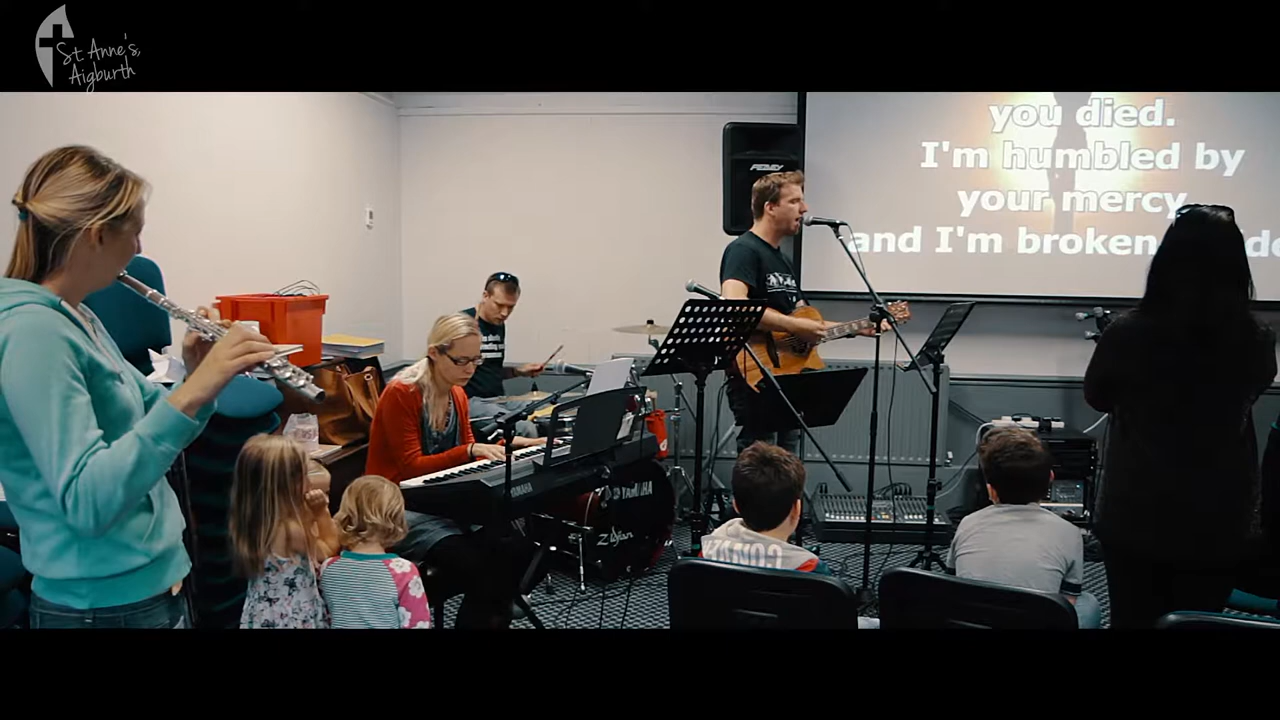 St Anne's,
Aigburth
you died.
I'm humbled by
your mercy
and I'm broken
PEAVEY
YAMAHA
YAMAHA
Zildjian